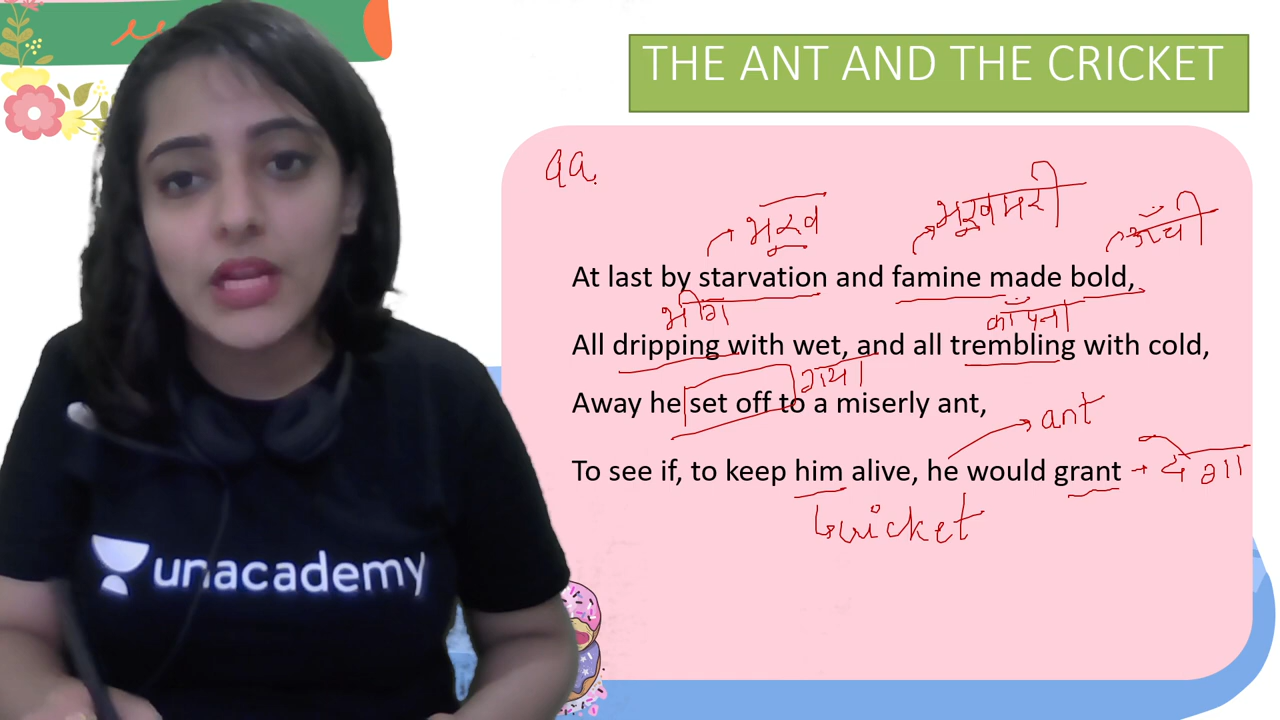 THE ANT AND THE CRICKET
भूख
भुखमरी
At last by starvation and famine made bold,
भीग
काँपना
All dripping with wet, and all trembling with cold,
गया
Away he set off to a miserly ant,
ant
To see if, to keep him alive, he would grant
देगा
cricket
unacademy